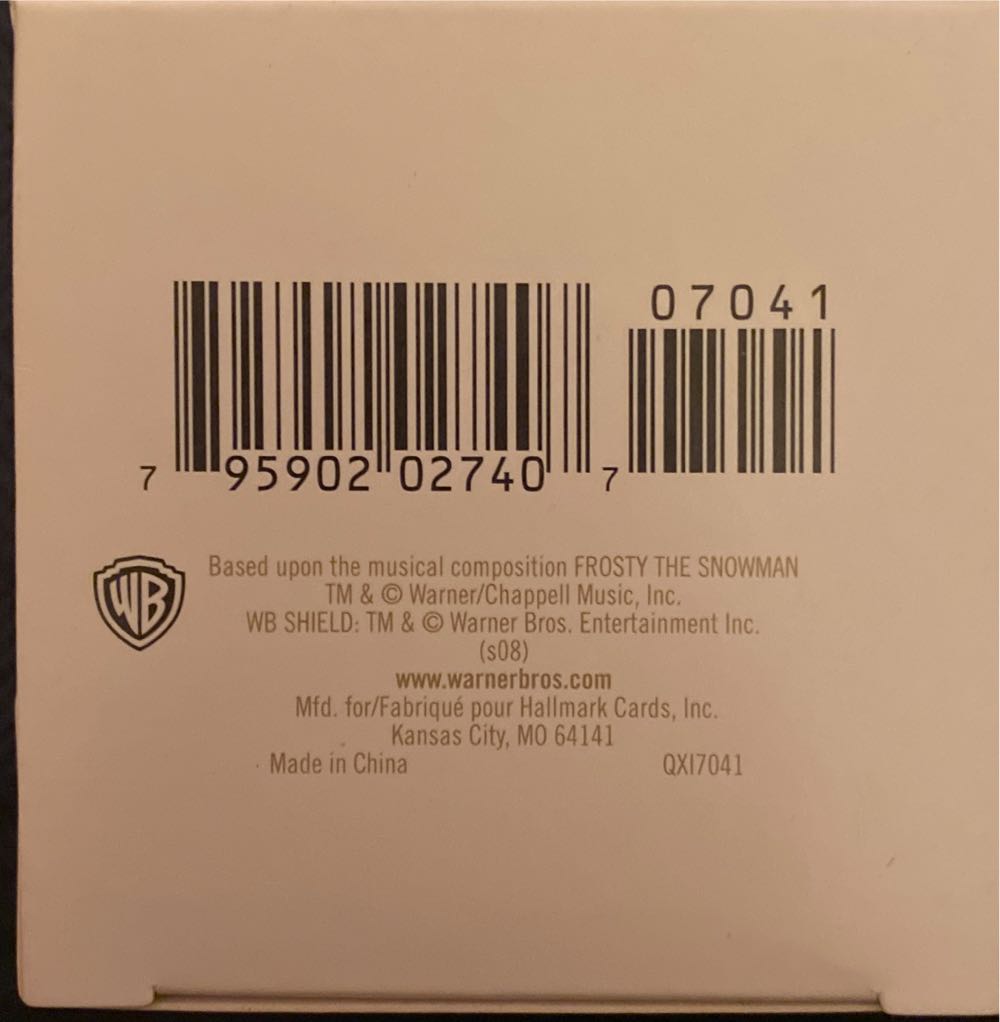 07041
7 95902 02740 7
WB
Based upon the musical composition FROSTY THE SNOWMAN
TM & © Warner/Chappell Music, Inc.
WB SHIELD: TM & © Warner Bros. Entertainment Inc.
(s08)
www.warnerbros.com
Mfd. for/Fabriqué pour Hallmark Cards, Inc.
Kansas City, MO 64141
Made in China QXI7041